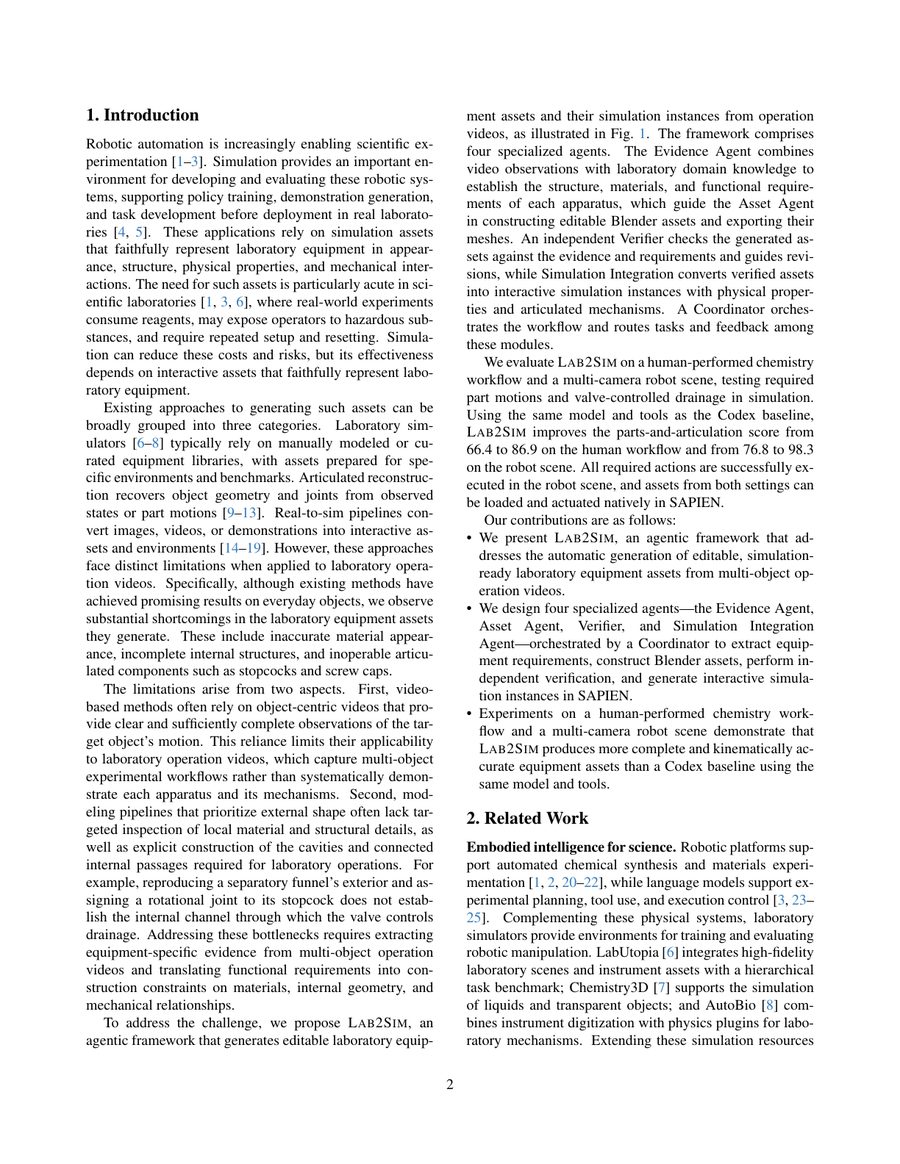 1. Introduction
Robotic automation is increasingly enabling scientific ex-
perimentation [1–3]. Simulation provides an important en-
vironment for developing and evaluating these robotic sys-
tems, supporting policy training, demonstration generation,
and task development before deployment in real laborato-
ries [4, 5]. These applications rely on simulation assets
that faithfully represent laboratory equipment in appear-
ance, structure, physical properties, and mechanical inter-
actions. The need for such assets is particularly acute in sci-
entific laboratories [1, 3, 6], where real-world experiments
consume reagents, may expose operators to hazardous sub-
stances, and require repeated setup and resetting. Simula-
tion can reduce these costs and risks, but its effectiveness
depends on interactive assets that faithfully represent labo-
ratory equipment.
Existing approaches to generating such assets can be
broadly grouped into three categories. Laboratory sim-
ulators [6–8] typically rely on manually modeled or cu-
rated equipment libraries, with assets prepared for spe-
cific environments and benchmarks. Articulated reconstruc-
tion recovers object geometry and joints from observed
states or part motions [9–13]. Real-to-sim pipelines con-
vert images, videos, or demonstrations into interactive as-
sets and environments [14–19]. However, these approaches
face distinct limitations when applied to laboratory opera-
tion videos. Specifically, although existing methods have
achieved promising results on everyday objects, we observe
substantial shortcomings in the laboratory equipment assets
they generate. These include inaccurate material appear-
ance, incomplete internal structures, and inoperable articu-
lated components such as stopcocks and screw caps.
The limitations arise from two aspects. First, video-
based methods often rely on object-centric videos that pro-
vide clear and sufficiently complete observations of the tar-
get object's motion. This reliance limits their applicability
to laboratory operation videos, which capture multi-object
experimental workflows rather than systematically demon-
strate each apparatus and its mechanisms. Second, mod-
eling pipelines that prioritize external shape often lack tar-
geted inspection of local material and structural details, as
well as explicit construction of the cavities and connected
internal passages required for laboratory operations. For
example, reproducing a separatory funnel's exterior and as-
signing a rotational joint to its stopcock does not estab-
lish the internal channel through which the valve controls
drainage. Addressing these bottlenecks requires extracting
equipment-specific evidence from multi-object operation
videos and translating functional requirements into con-
struction constraints on materials, internal geometry, and
mechanical relationships.
To address the challenge, we propose LAB2SIM, an
agentic framework that generates editable laboratory equip-
ment assets and their simulation instances from operation
videos, as illustrated in Fig. 1. The framework comprises
four specialized agents. The Evidence Agent combines
video observations with laboratory domain knowledge to
establish the structure, materials, and functional require-
ments of each apparatus, which guide the Asset Agent
in constructing editable Blender assets and exporting their
meshes. An independent Verifier checks the generated as-
sets against the evidence and requirements and guides revi-
sions, while Simulation Integration converts verified assets
into interactive simulation instances with physical proper-
ties and articulated mechanisms. A Coordinator orches-
trates the workflow and routes tasks and feedback among
these modules.
We evaluate LAB2SIM on a human-performed chemistry
workflow and a multi-camera robot scene, testing required
part motions and valve-controlled drainage in simulation.
Using the same model and tools as the Codex baseline,
LAB2SIM improves the parts-and-articulation score from
66.4 to 86.9 on the human workflow and from 76.8 to 98.3
on the robot scene. All required actions are successfully ex-
ecuted in the robot scene, and assets from both settings can
be loaded and actuated natively in SAPIEN.
Our contributions are as follows:
• We present LAB2SIM, an agentic framework that ad-
dresses the automatic generation of editable, simulation-
ready laboratory equipment assets from multi-object op-
eration videos.
• We design four specialized agents—the Evidence Agent,
Asset Agent, Verifier, and Simulation Integration
Agent—orchestrated by a Coordinator to extract equip-
ment requirements, construct Blender assets, perform in-
dependent verification, and generate interactive simula-
tion instances in SAPIEN.
• Experiments on a human-performed chemistry work-
flow and a multi-camera robot scene demonstrate that
LAB2SIM produces more complete and kinematically ac-
curate equipment assets than a Codex baseline using the
same model and tools.
2. Related Work
Embodied intelligence for science. Robotic platforms sup-
port automated chemical synthesis and materials experi-
mentation [1, 2, 20–22], while language models support ex-
perimental planning, tool use, and execution control [3, 23–
25]. Complementing these physical systems, laboratory
simulators provide environments for training and evaluating
robotic manipulation. LabUtopia [6] integrates high-fidelity
laboratory scenes and instrument assets with a hierarchical
task benchmark; Chemistry3D [7] supports the simulation
of liquids and transparent objects; and AutoBio [8] com-
bines instrument digitization with physics plugins for labo-
ratory mechanisms. Extending these simulation resources
2